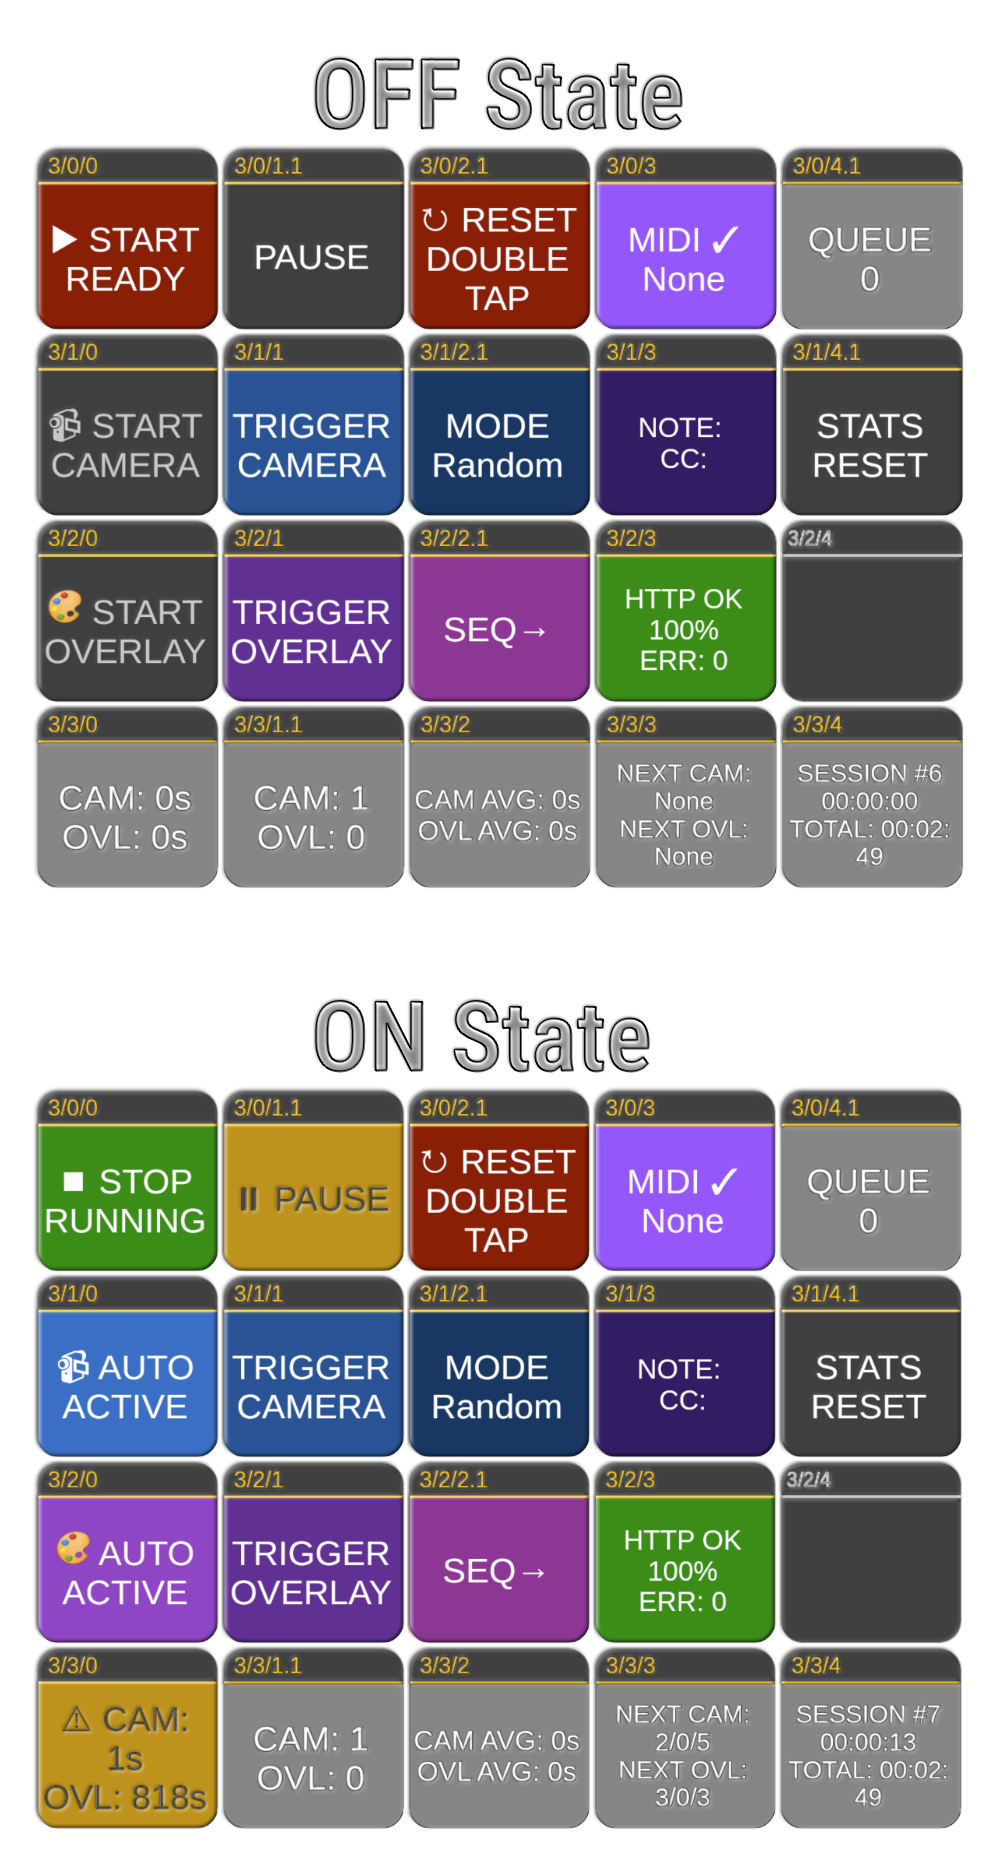 OFF State
3/0/0
3/0/1.1
3/0/2.1
3/0/3
3/0/4.1
▶ START
READY
PAUSE
↻ RESET
DOUBLE
TAP
MIDI ✓
None
QUEUE
0
3/1/0
3/1/1
3/1/2.1
3/1/3
3/1/4.1
START
CAMERA
TRIGGER
CAMERA
MODE
Random
NOTE:
CC:
STATS
RESET
3/2/0
3/2/1
3/2/2.1
3/2/3
3/2/4
🎨 START
OVERLAY
TRIGGER
OVERLAY
SEQ→
HTTP OK
100%
ERR: 0
3/3/0
3/3/1.1
3/3/2
3/3/3
3/3/4
CAM: 0s
OVL: 0s
CAM: 1
OVL: 0
CAM AVG: 0s
OVL AVG: 0s
NEXT CAM:
None
NEXT OVL:
None
SESSION #6
00:00:00
TOTAL: 00:02:
49
ON State
3/0/0
3/0/1.1
3/0/2.1
3/0/3
3/0/4.1
■ STOP
RUNNING
⏸ PAUSE
↻ RESET
DOUBLE
TAP
MIDI ✓
None
QUEUE
0
3/1/0
3/1/1
3/1/2.1
3/1/3
3/1/4.1
AUTO
ACTIVE
TRIGGER
CAMERA
MODE
Random
NOTE:
CC:
STATS
RESET
3/2/0
3/2/1
3/2/2.1
3/2/3
3/2/4
🎨 AUTO
ACTIVE
TRIGGER
OVERLAY
SEQ→
HTTP OK
100%
ERR: 0
3/3/0
3/3/1.1
3/3/2
3/3/3
3/3/4
⚠ CAM:
1s
OVL: 818s
CAM: 1
OVL: 0
CAM AVG: 0s
OVL AVG: 0s
NEXT CAM:
2/0/5
NEXT OVL:
3/0/3
SESSION #7
00:00:13
TOTAL: 00:02:
49